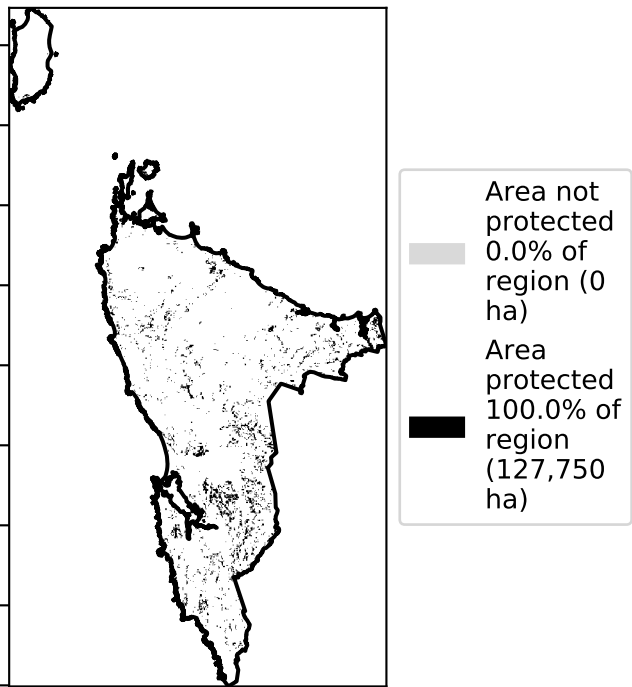 Area not
protected
0.0% of
region (0
ha)
Area
protected
100.0% of
region
(127,750
ha)